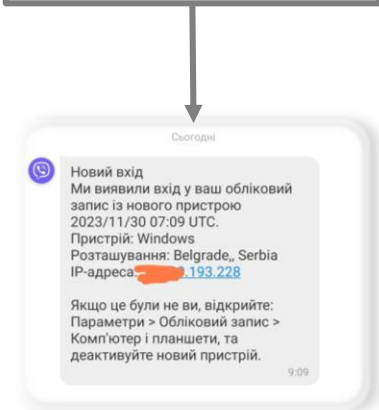 Сьогодні
Новий вхід
Ми виявили вхід у ваш обліковий
запис із нового пристрою
2023/11/30 07:09 UTC.
Пристрій: Windows
Розташування: Belgrade,, Serbia
IP-адреса: .193.228
Якщо це були не ви, відкрийте:
Параметри > Обліковий запис >
Комп'ютер і планшети, та
деактивуйте новий пристрій.
9:09